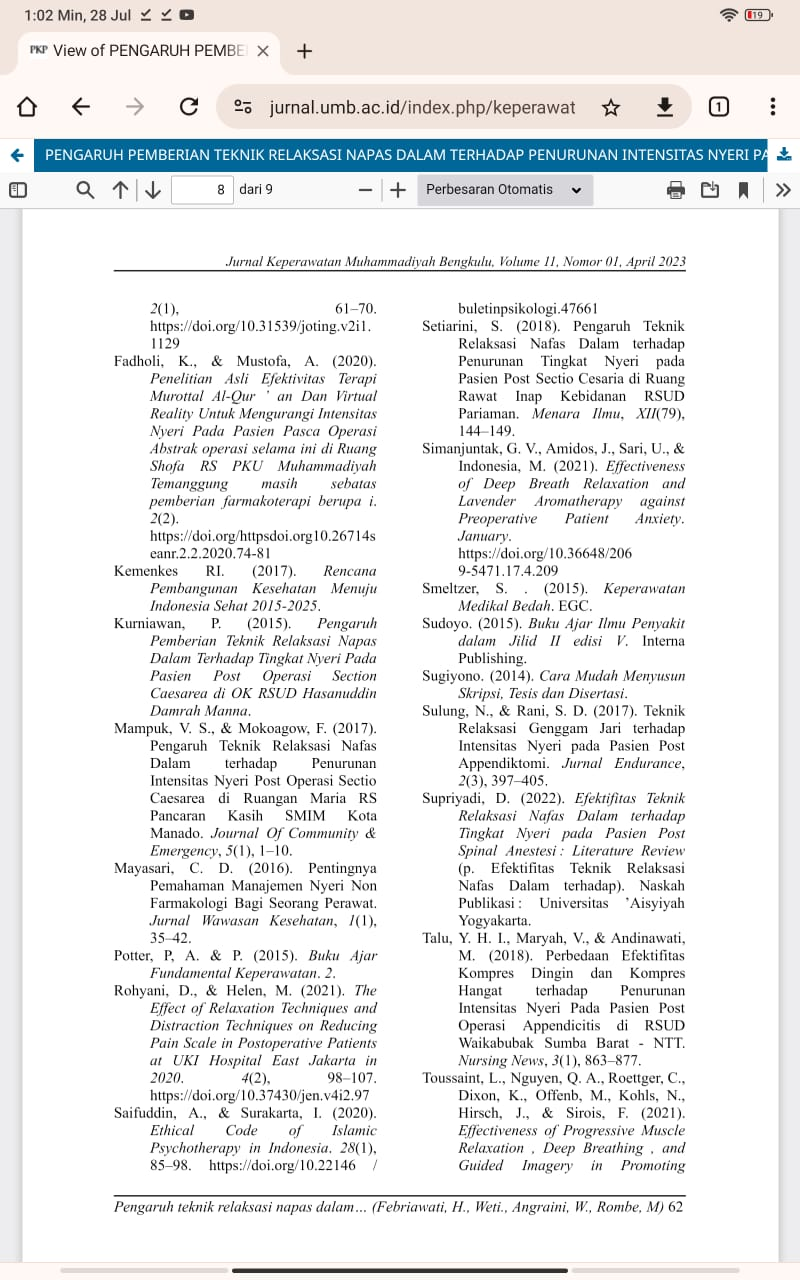 1:02 Min, 28 Jul
19
PKP View of PENGARUH PEMBE
jurnal.umb.ac.id/index.php/keperawat
1
PENGARUH PEMBERIAN TEKNIK RELAKSASI NAPAS DALAM TERHADAP PENURUNAN INTENSITAS NYERI PA
8 dari 9
Perbesaran Otomatis
Jurnal Keperawatan Muhammadiyah Bengkulu, Volume 11, Nomor 01, April 2023
2(1), 61–70.
https://doi.org/10.31539/joting.v2i1.
1129
Fadholi, K., & Mustofa, A. (2020).
Penelitian Asli Efektivitas Terapi
Murottal Al-Qur ' an Dan Virtual
Reality Untuk Mengurangi Intensitas
Nyeri Pada Pasien Pasca Operasi
Abstrak operasi selama ini di Ruang
Shofa RS PKU Muhammadiyah
Temanggung masih sebatas
pemberian farmakoterapi berupa i.
2(2).
https://doi.org/httpsdoi.org10.26714s
eanr.2.2.2020.74-81
Kemenkes RI. (2017). Rencana
Pembangunan Kesehatan Menuju
Indonesia Sehat 2015-2025.
Kurniawan, P. (2015). Pengaruh
Pemberian Teknik Relaksasi Napas
Dalam Terhadap Tingkat Nyeri Pada
Pasien Post Operasi Section
Caesarea di OK RSUD Hasanuddin
Damrah Manna.
Mampuk, V. S., & Mokoagow, F. (2017).
Pengaruh Teknik Relaksasi Nafas
Dalam terhadap Penurunan
Intensitas Nyeri Post Operasi Sectio
Caesarea di Ruangan Maria RS
Pancaran Kasih SMIM Kota
Manado. Journal Of Community &
Emergency, 5(1), 1–10.
Mayasari, C. D. (2016). Pentingnya
Pemahaman Manajemen Nyeri Non
Farmakologi Bagi Seorang Perawat.
Jurnal Wawasan Kesehatan, 1(1),
35–42.
Potter, P, A. & P. (2015). Buku Ajar
Fundamental Keperawatan. 2.
Rohyani, D., & Helen, M. (2021). The
Effect of Relaxation Techniques and
Distraction Techniques on Reducing
Pain Scale in Postoperative Patients
at UKI Hospital East Jakarta in
2020. 4(2), 98–107.
https://doi.org/10.37430/jen.v4i2.97
Saifuddin, A., & Surakarta, I. (2020).
Ethical Code of Islamic
Psychotherapy in Indonesia. 28(1),
85–98. https://doi.org/10.22146 /
buletinpsikologi.47661
Setiarini, S. (2018). Pengaruh Teknik
Relaksasi Nafas Dalam terhadap
Penurunan Tingkat Nyeri pada
Pasien Post Sectio Cesaria di Ruang
Rawat Inap Kebidanan RSUD
Pariaman. Menara Ilmu, XII(79),
144–149.
Simanjuntak, G. V., Amidos, J., Sari, U., &
Indonesia, M. (2021). Effectiveness
of Deep Breath Relaxation and
Lavender Aromatherapy against
Preoperative Patient Anxiety.
January.
https://doi.org/10.36648/206
9-5471.17.4.209
Smeltzer, S. . (2015). Keperawatan
Medikal Bedah. EGC.
Sudoyo. (2015). Buku Ajar Ilmu Penyakit
dalam Jilid II edisi V. Interna
Publishing.
Sugiyono. (2014). Cara Mudah Menyusun
Skripsi, Tesis dan Disertasi.
Sulung, N., & Rani, S. D. (2017). Teknik
Relaksasi Genggam Jari terhadap
Intensitas Nyeri pada Pasien Post
Appendiktomi. Jurnal Endurance,
2(3), 397–405.
Supriyadi, D. (2022). Efektifitas Teknik
Relaksasi Nafas Dalam terhadap
Tingkat Nyeri pada Pasien Post
Spinal Anestesi : Literature Review
(p. Efektifitas Teknik Relaksasi
Nafas Dalam terhadap). Naskah
Publikasi : Universitas 'Aisyiyah
Yogyakarta.
Talu, Y. H. I., Maryah, V., & Andinawati,
M. (2018). Perbedaan Efektifitas
Kompres Dingin dan Kompres
Hangat terhadap Penurunan
Intensitas Nyeri Pada Pasien Post
Operasi Appendicitis di RSUD
Waikabubak Sumba Barat - NTT.
Nursing News, 3(1), 863–877.
Toussaint, L., Nguyen, Q. A., Roettger, C.,
Dixon, K., Offenb, M., Kohls, N.,
Hirsch, J., & Sirois, F. (2021).
Effectiveness of Progressive Muscle
Relaxation , Deep Breathing , and
Guided Imagery in Promoting
Pengaruh teknik relaksasi napas dalam… (Febriawati, H., Weti., Angraini, W., Rombe, M) 62